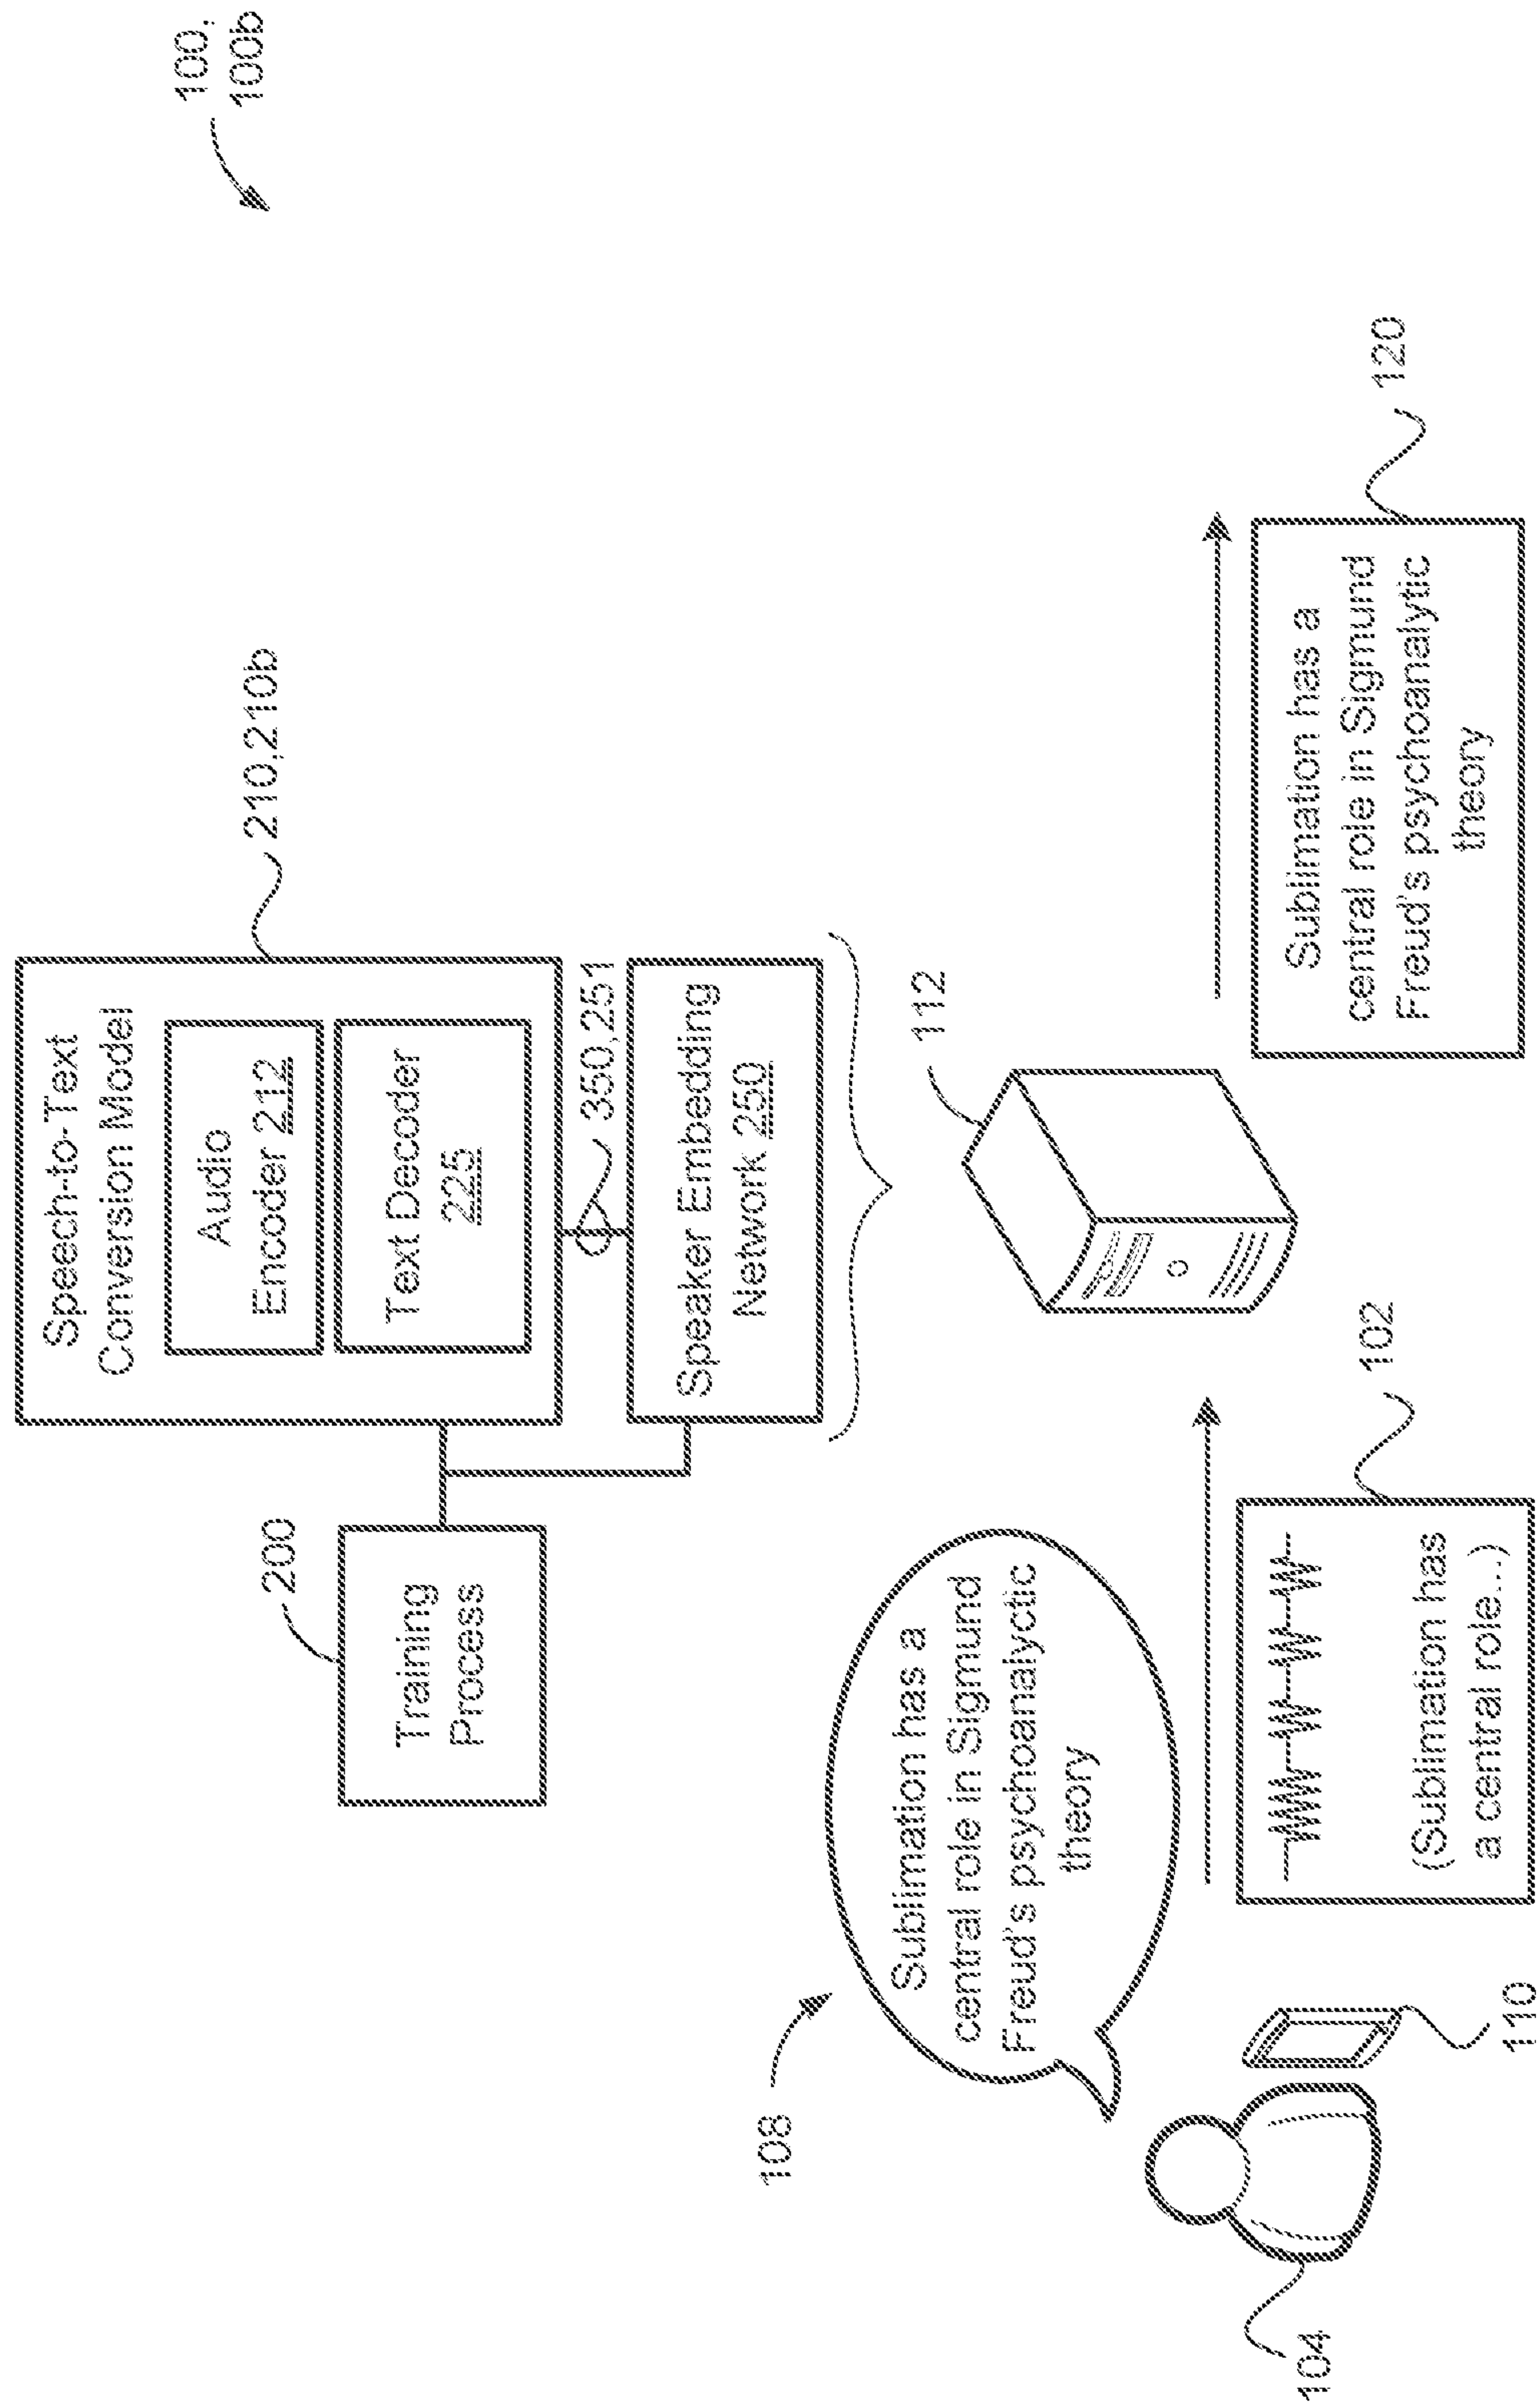 100,
100b
Speech-to-Text
Conversion Model
210,210b
Audio
Encoder 212
Text Decoder
225
200
Training
Process
350,251
Speaker Embedding
Network 250
112
108
Sublimation has a
central role in Sigmund
Freud's psychoanalyctic
theory
104
110
102
(Sublimation has
a central role...)
120
Sublimation has a
central role in Sigmund
Freud's psychoanalytic
theory